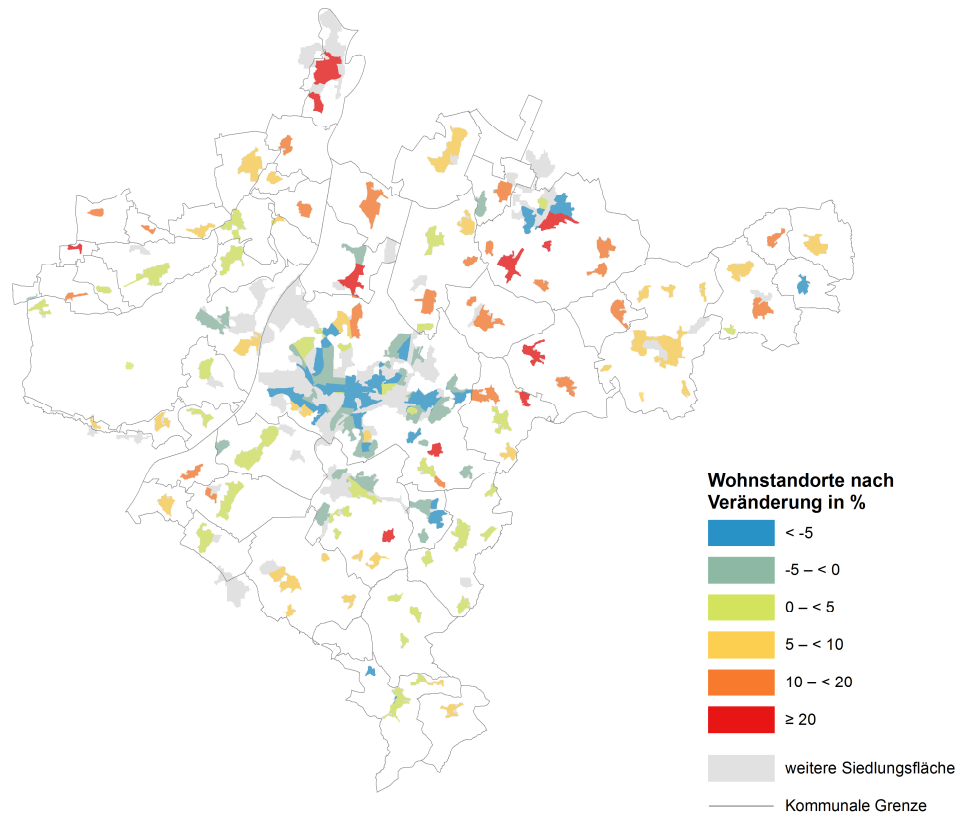 Wohnstandorte nach
Veränderung in %
< -5
-5 – < 0
0 – < 5
5 – < 10
10 – < 20
≥ 20
weitere Siedlungsfläche
Kommunale Grenze